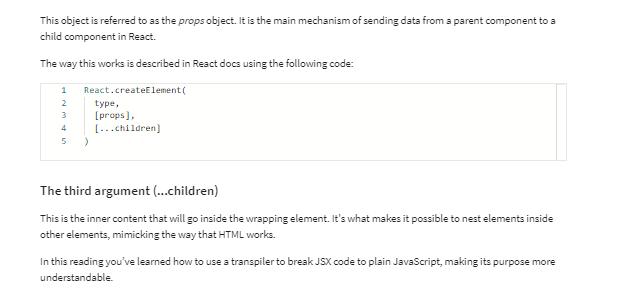 This object is referred to as the props object. It is the main mechanism of sending data from a parent component to a
child component in React.
The way this works is described in React docs using the following code:
1 React.createElement(
2 type,
3 [props],
4 [...children]
5 )
The third argument (...children)
This is the inner content that will go inside the wrapping element. It's what makes it possible to nest elements inside
other elements, mimicking the way that HTML works.
In this reading you've learned how to use a transpiler to break JSX code to plain JavaScript, making its purpose more
understandable.